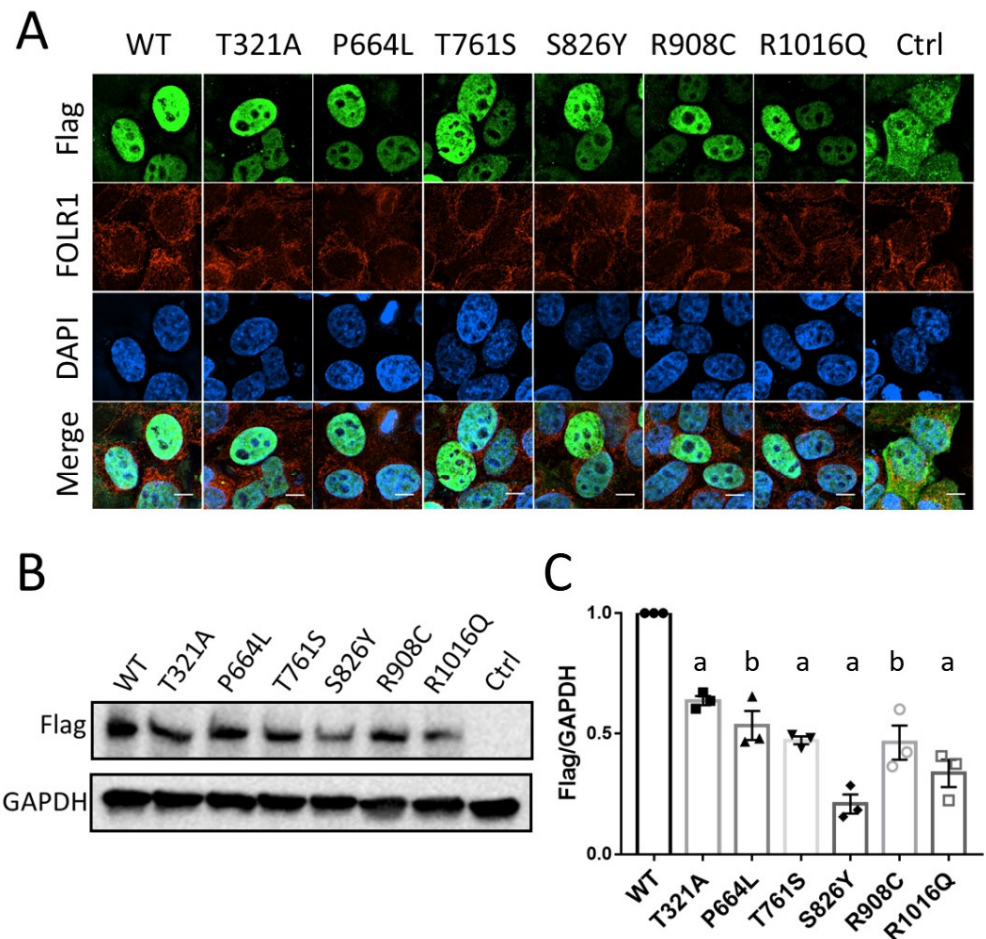 A
WT T321A P664L T761S S826Y R908C R1016Q Ctrl
Flag
FOLR1
DAPI
Merge
B
WT T321A P664L T761S S826Y R908C R1016Q Ctrl
Flag
GAPDH
C
Flag/GAPDH
1.0
0.5
0.0
a b a a b a
WT T321A P664L T761S S826Y R908C R1016Q